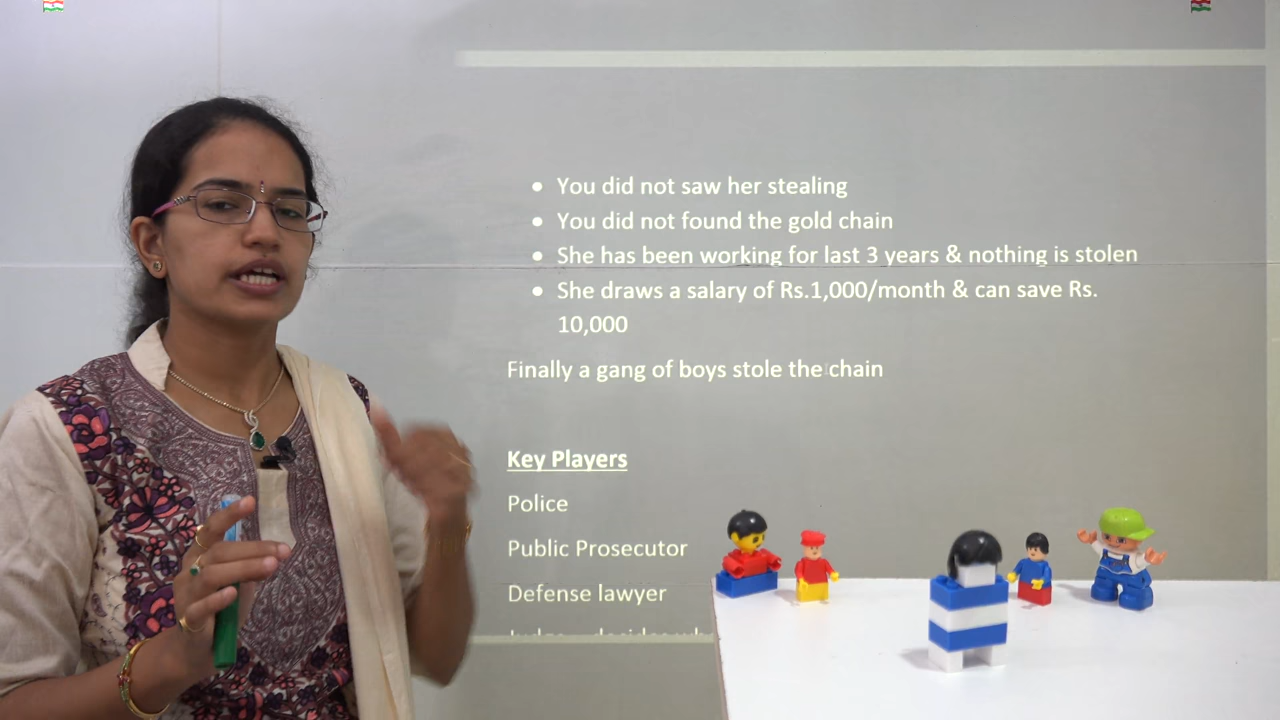 • You did not saw her stealing
• You did not found the gold chain
• She has been working for last 3 years & nothing is stolen
• She draws a salary of Rs.1,000/month & can save Rs.
10,000
Finally a gang of boys stole the chain
Key Players
Police
Public Prosecutor
Defense lawyer